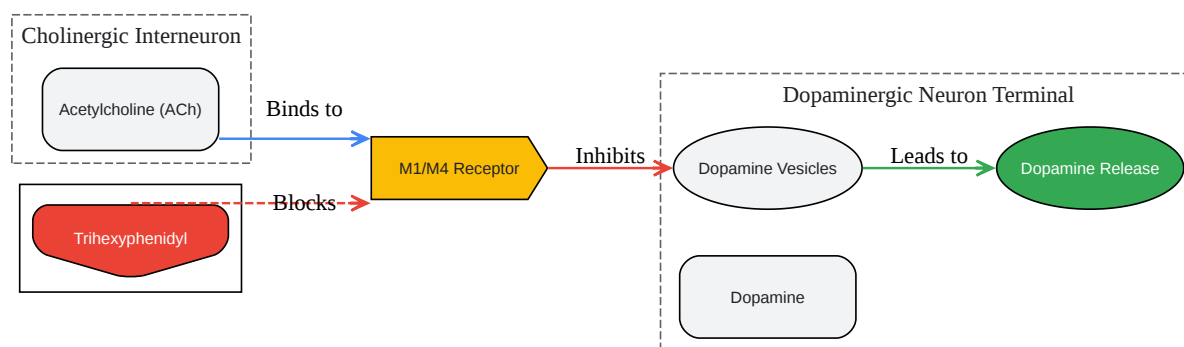 Cholinergic Interneuron
Acetylcholine (ACh)
Binds to
Dopaminergic Neuron Terminal
M1/M4 Receptor
Inhibits
Dopamine Vesicles
Leads to
Dopamine Release
Blocks
Trihexyphenidyl
Dopamine